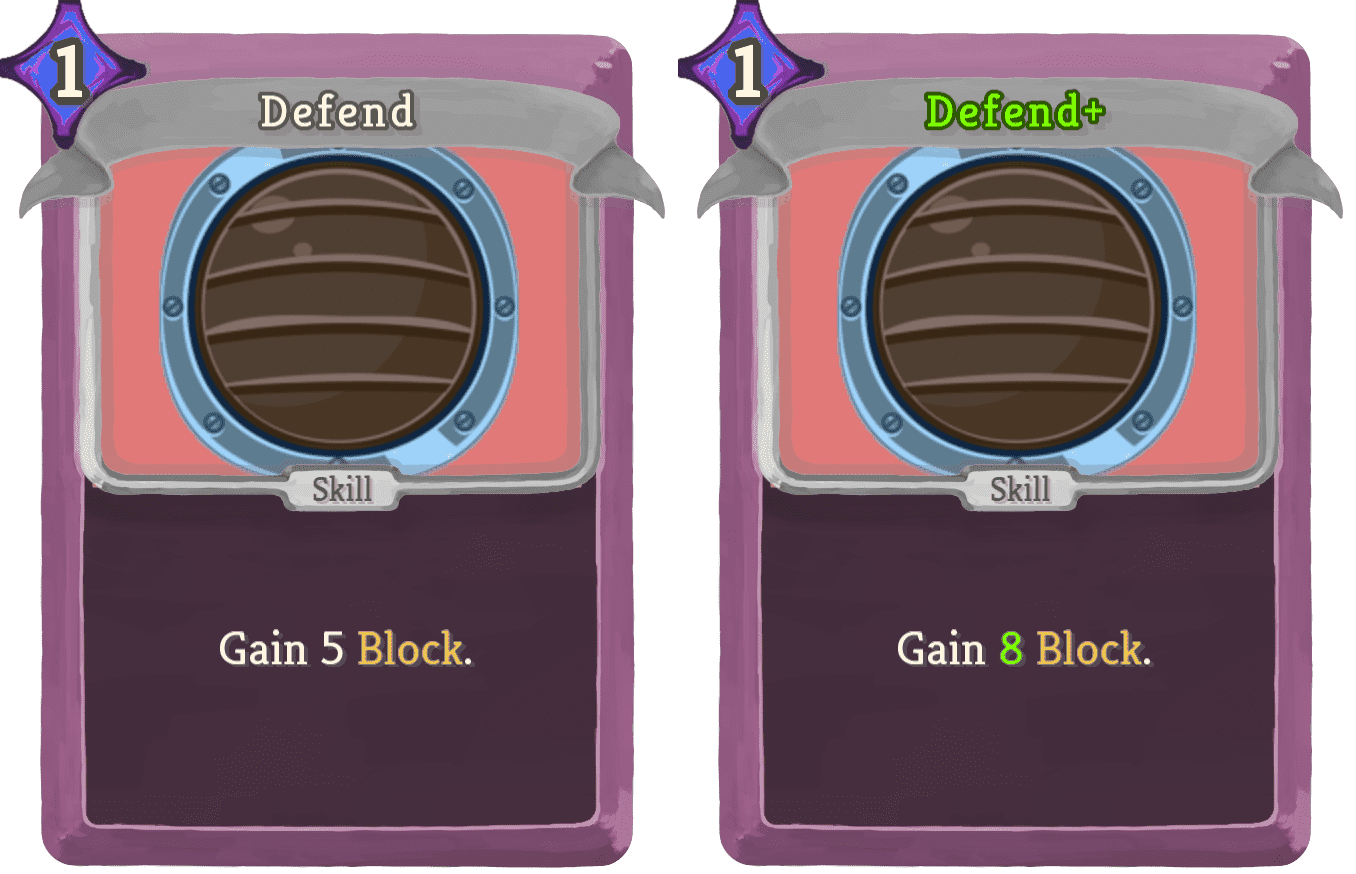 1
Defend
Skill
Gain 5 Block.
1
Defend+
Skill
Gain 8 Block.